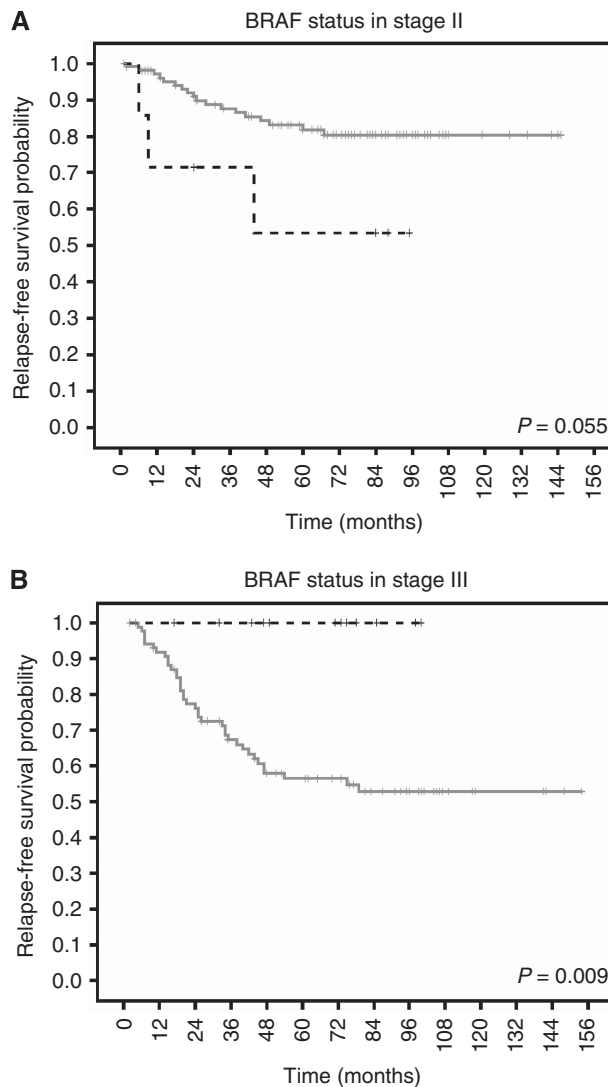 A
BRAF status in stage II
Relapse-free survival probability
1.0
0.9
0.8
0.7
0.6
0.5
0.4
0.3
0.2
0.1
0.0
P = 0.055
0 12 24 36 48 60 72 84 96 108 120 132 144 156
Time (months)
B
BRAF status in stage III
Relapse-free survival probability
1.0
0.9
0.8
0.7
0.6
0.5
0.4
0.3
0.2
0.1
0.0
P = 0.009
0 12 24 36 48 60 72 84 96 108 120 132 144 156
Time (months)